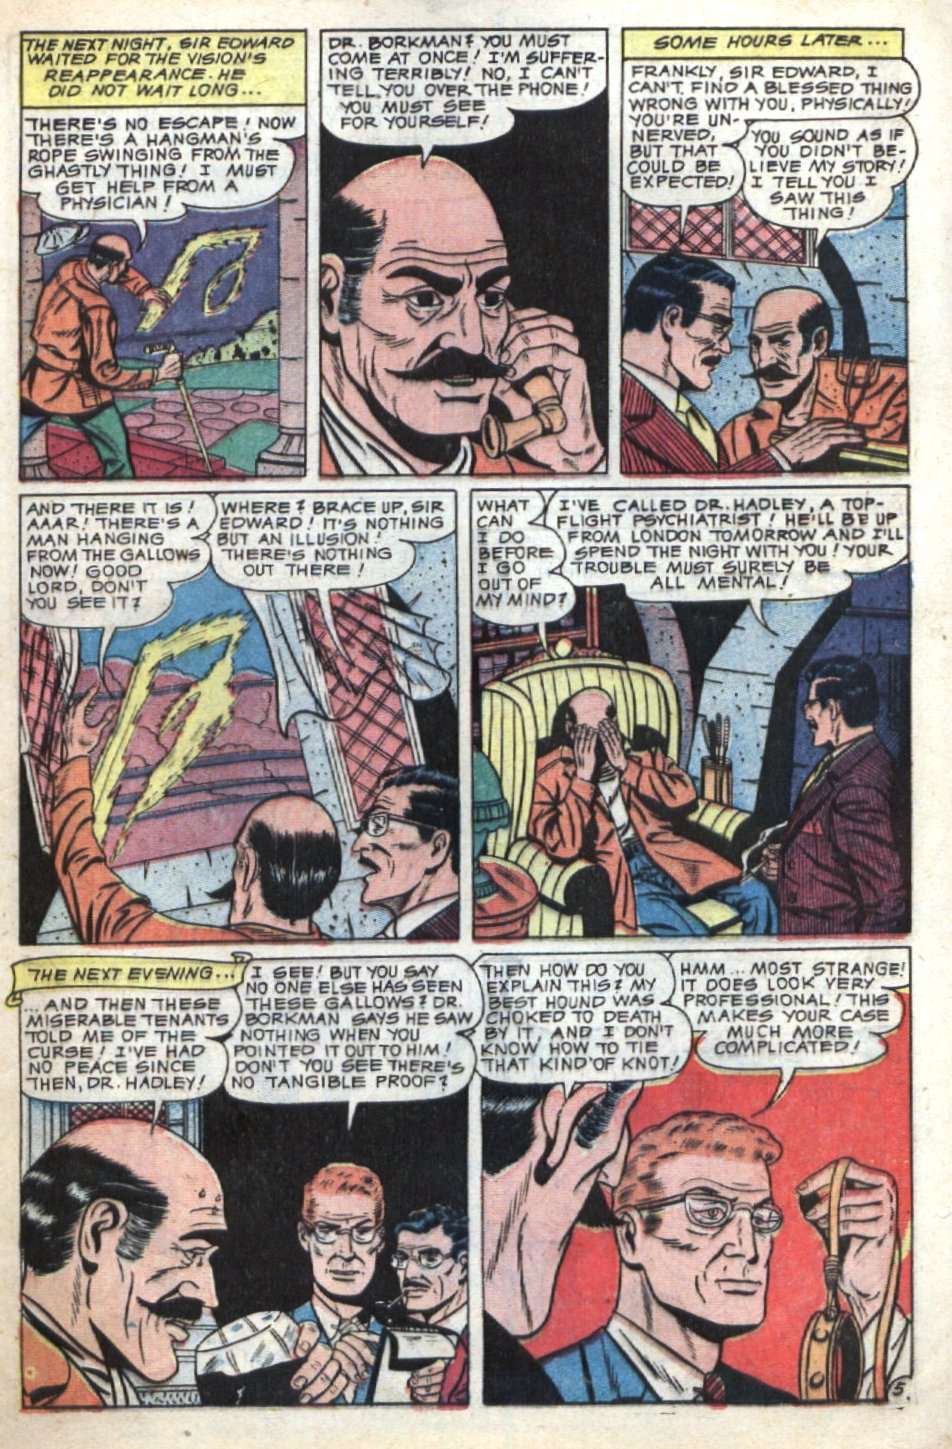 THE NEXT NIGHT, SIR EDWARD
WAITED FOR THE VISION'S
REAPPEARANCE. HE
DID NOT WAIT LONG...
THERE'S NO ESCAPE! NOW
THERE'S A HANGMAN'S
ROPE SWINGING FROM THE
GHASTLY THING! I MUST
GET HELP FROM A
PHYSICIAN!
DR. BORKMAN? YOU MUST
COME AT ONCE! I'M SUFFER-
ING TERRIBLY! NO, I CAN'T
TELL YOU OVER THE PHONE!
YOU MUST SEE
FOR YOURSELF!
SOME HOURS LATER...
FRANKLY, SIR EDWARD, I
CAN'T FIND A BLESSED THING
WRONG WITH YOU, PHYSICALLY!
YOU'RE UN-
NERVED,
BUT THAT
COULD BE
EXPECTED!
YOU SOUND AS IF
YOU DIDN'T BE-
LIEVE MY STORY!
I TELL YOU I
SAW THIS
THING!
AND THERE IT IS!
AAAR! THERE'S A
MAN HANGING
FROM THE GALLOWS
NOW! GOOD
LORD, DON'T
YOU SEE IT?
WHERE? BRACE UP, SIR
EDWARD! IT'S NOTHING
BUT AN ILLUSION!
THERE'S NOTHING
OUT THERE!
WHAT
CAN
I DO
BEFORE
I GO
OUT OF
MY MIND?
I'VE CALLED DR. HADLEY, A TOP-
FLIGHT PSYCHIATRIST! HE'LL BE UP
FROM LONDON TOMORROW AND I'LL
SPEND THE NIGHT WITH YOU! YOUR
TROUBLE MUST SURELY BE
ALL MENTAL!
THE NEXT EVENING...
...AND THEN THESE
MISERABLE TENANTS
TOLD ME OF THE
CURSE! I'VE HAD
NO PEACE SINCE
THEN, DR. HADLEY!
I SEE! BUT YOU SAY
NO ONE ELSE HAS SEEN
THESE GALLOWS? DR.
BORKMAN SAYS HE SAW
NOTHING WHEN YOU
POINTED IT OUT TO HIM!
DON'T YOU SEE THERE'S
NO TANGIBLE PROOF?
THEN HOW DO YOU
EXPLAIN THIS? MY
BEST HOUND WAS
CHOKED TO DEATH
BY IT, AND I DON'T
KNOW HOW TO TIE
THAT KIND OF KNOT!
HMM... MOST STRANGE!
IT DOES LOOK VERY
PROFESSIONAL! THIS
MAKES YOUR CASE
MUCH MORE
COMPLICATED!
5